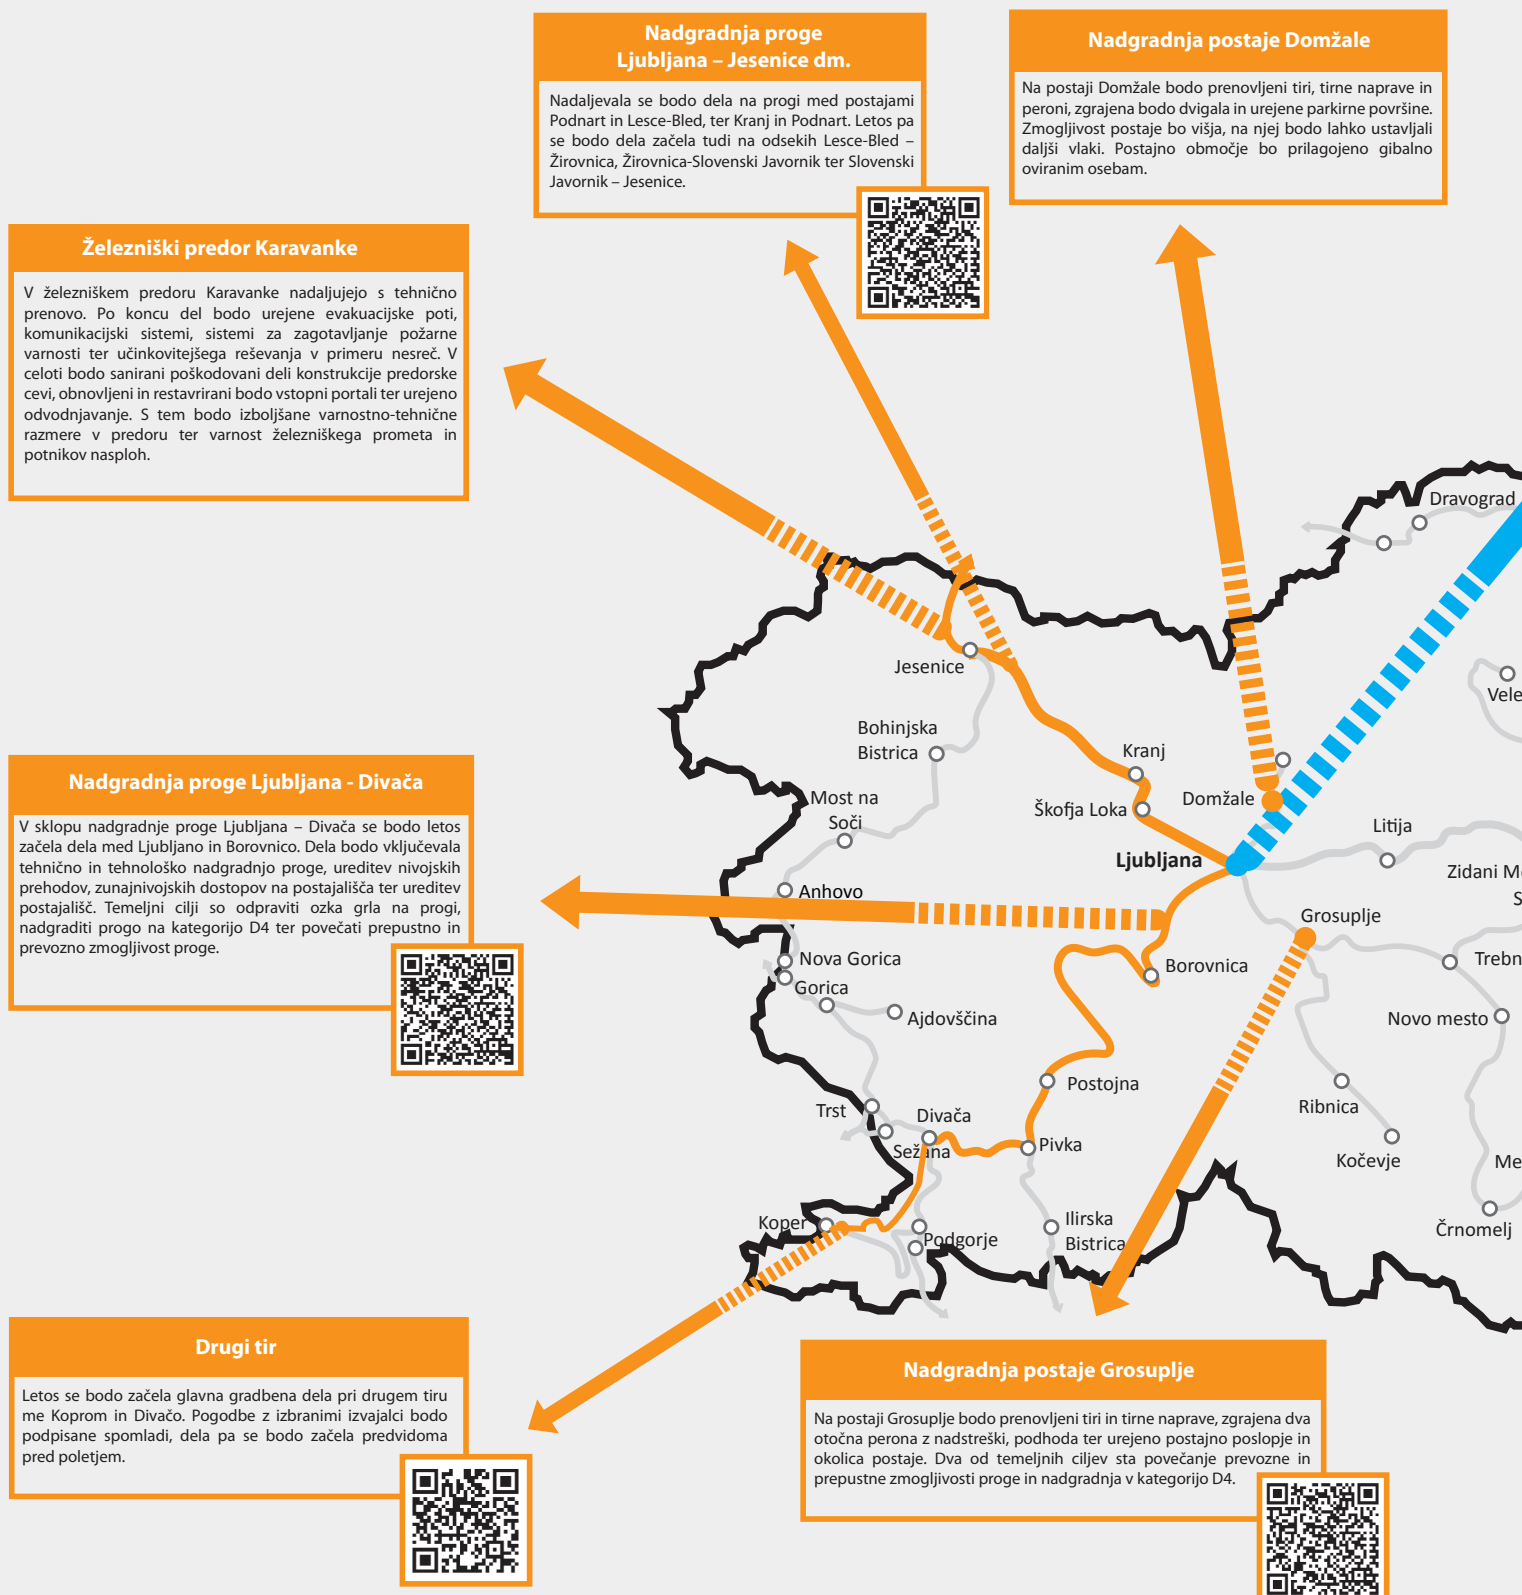 Nadgradnja proge
Ljubljana – Jesenice dm.
Nadaljevala se bodo dela na progi med postajami
Podnart in Lesce-Bled, ter Kranj in Podnart. Letos pa
se bodo dela začela tudi na odsekih Lesce-Bled –
Žirovnica, Žirovnica-Slovenski Javornik ter Slovenski
Javornik – Jesenice.
Nadgradnja postaje Domžale
Na postaji Domžale bodo prenovljeni tiri, tirne naprave in
peroni, zgrajena bodo dvigala in urejene parkirne površine.
Zmogljivost postaje bo višja, na njej bodo lahko ustavljali
daljši vlaki. Postajno območje bo prilagojeno gibalno
oviranim osebam.
Železniški predor Karavanke
V železniškem predoru Karavanke nadaljujejo s tehnično
prenovo. Po koncu del bodo urejene evakuacijske poti,
komunikacijski sistemi, sistemi za zagotavljanje požarne
varnosti ter učinkovitejšega reševanja v primeru nesreč. V
celoti bodo sanirani poškodovani deli konstrukcije predorske
cevi, obnovljeni in restavrirani bodo vstopni portali ter urejeno
odvodnjavanje. S tem bodo izboljšane varnostno-tehnične
razmere v predoru ter varnost železniškega prometa in
potnikov nasploh.
Dravograd
Jesenice
Vele
Bohinjska
Bistrica
Kranj
Most na
Soči
Škofja Loka
Domžale
Litija
Ljubljana
Zidani M
S
Anhovo
Grosuplje
Nova Gorica
Borovnica
Trebn
Gorica
Ajdovščina
Novo mesto
Postojna
Trst
Divača
Ribnica
Sežana
Pivka
Kočevje
Me
Koper
Podgorje
Ilirska
Bistrica
Črnomelj
Nadgradnja proge Ljubljana - Divača
V sklopu nadgradnje proge Ljubljana – Divača se bodo letos
začela dela med Ljubljano in Borovnico. Dela bodo vključevala
tehnično in tehnološko nadgradnjo proge, ureditev nivojskih
prehodov, zunajnivojskih dostopov na postajališča ter ureditev
postajališč. Temeljni cilji so odpraviti ozka grla na progi,
nadgraditi progo na kategorijo D4 ter povečati prepustno in
prevozno zmogljivost proge.
Drugi tir
Letos se bodo začela glavna gradbena dela pri drugem tiru
me Koprom in Divačo. Pogodbe z izbranimi izvajalci bodo
podpisane spomladi, dela pa se bodo začela predvidoma
pred poletjem.
Nadgradnja postaje Grosuplje
Na postaji Grosuplje bodo prenovljeni tiri in tirne naprave, zgrajena dva
otočna perona z nadstreški, podhoda ter urejeno postajno poslopje in
okolica postaje. Dva od temeljnih ciljev sta povečanje prevozne in
prepustne zmogljivosti proge in nadgradnja v kategorijo D4.